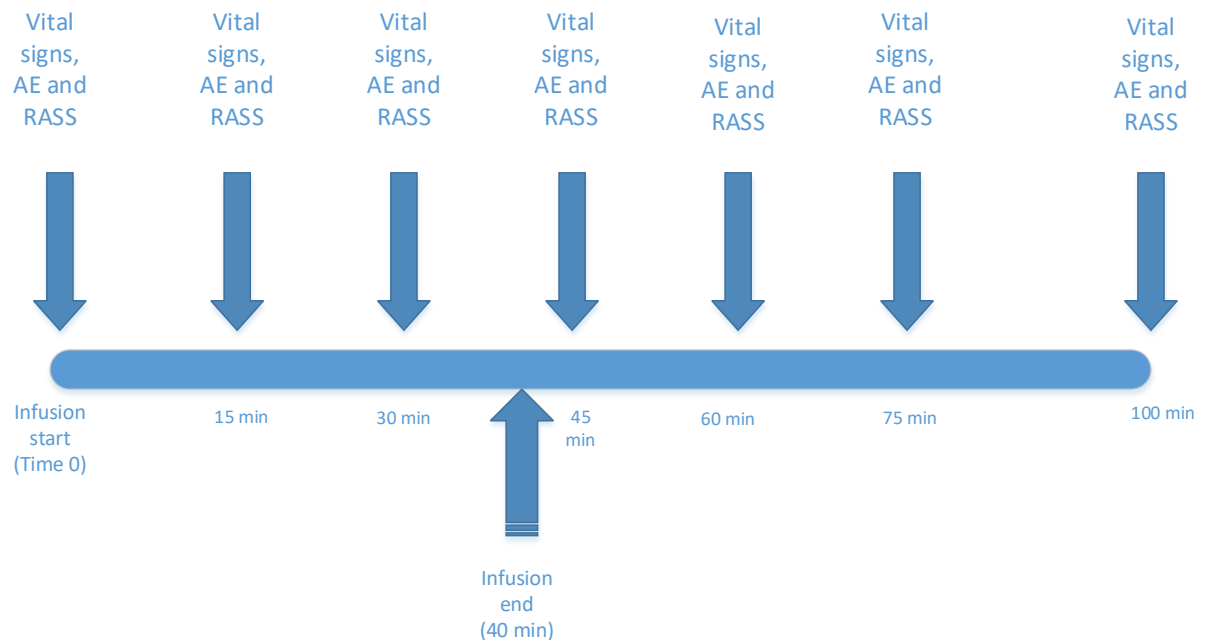 Vital
signs,
AE and
RASS
Vital
signs,
AE and
RASS
Vital
signs,
AE and
RASS
Vital
signs,
AE and
RASS
Vital
signs,
AE and
RASS
Vital
signs,
AE and
RASS
Vital
signs,
AE and
RASS
Infusion
start
(Time 0)
15 min
30 min
45
min
60 min
75 min
100 min
Infusion
end
(40 min)